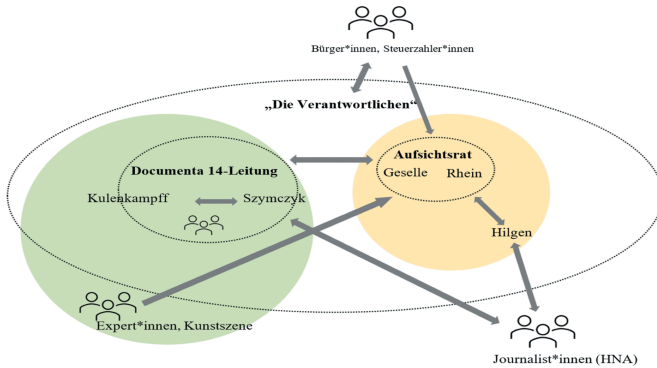 Bürger*innen, Steuerzahler*innen
„Die Verantwortlichen“
Documenta 14-Leitung
Kulenkampff
Szymczyk
Aufsichtsrat
Geselle Rhein
Hilgen
Expert*innen, Kunstszene
Journalist*innen (HNA)